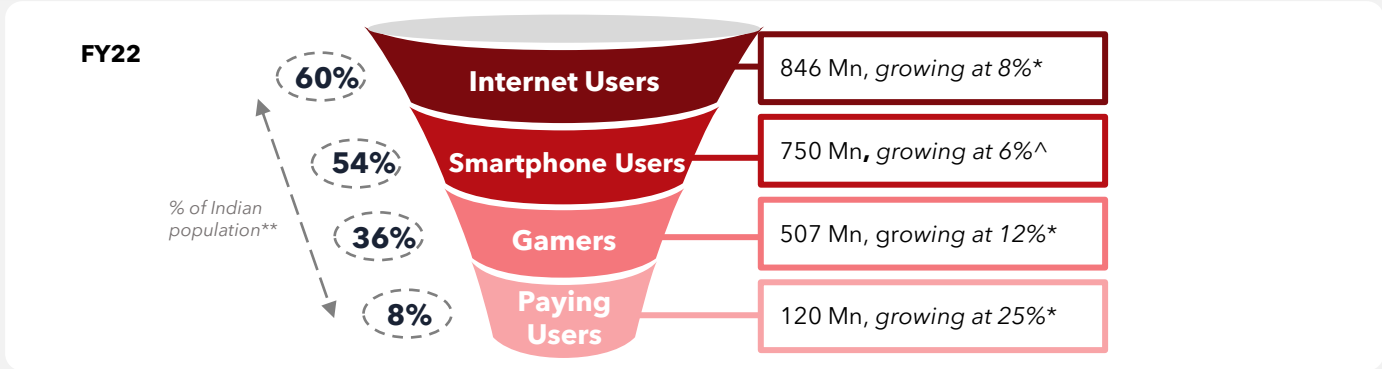 FY22
60%
Internet Users
846 Mn, growing at 8%*
54%
Smartphone Users
750 Mn, growing at 6%^
% of Indian
population**
36%
Gamers
507 Mn, growing at 12%*
8%
Paying
Users
120 Mn, growing at 25%*